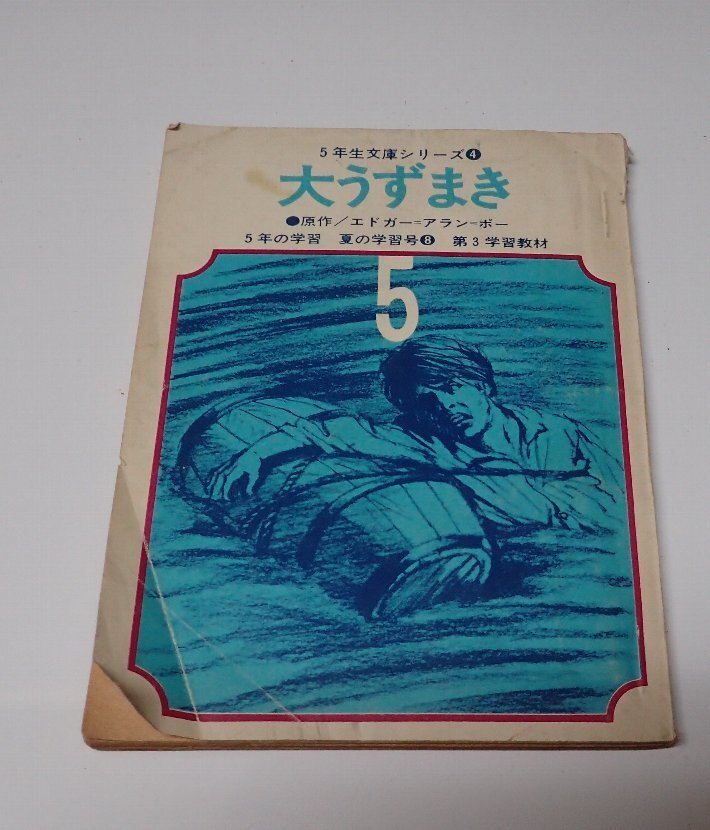 5年生文庫シリーズ❹
大うずまき
●原作／エドガー=アラン=ポー
5年の学習 夏の学習号❽ 第3学習教材
5